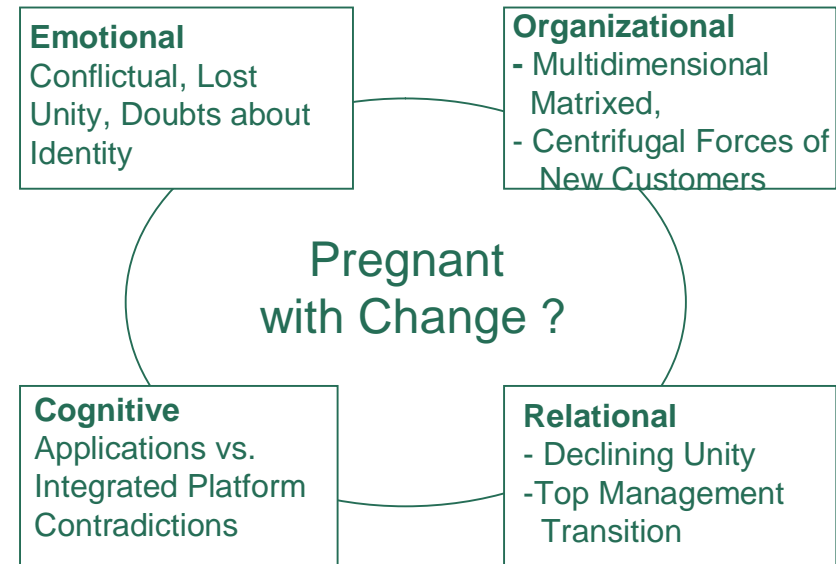 Emotional
Conflictual, Lost
Unity, Doubts about
Identity
Organizational
- Multidimensional
Matrixed,
- Centrifugal Forces of
New Customers
Pregnant
with Change ?
Cognitive
Applications vs.
Integrated Platform
Contradictions
Relational
- Declining Unity
-Top Management
Transition